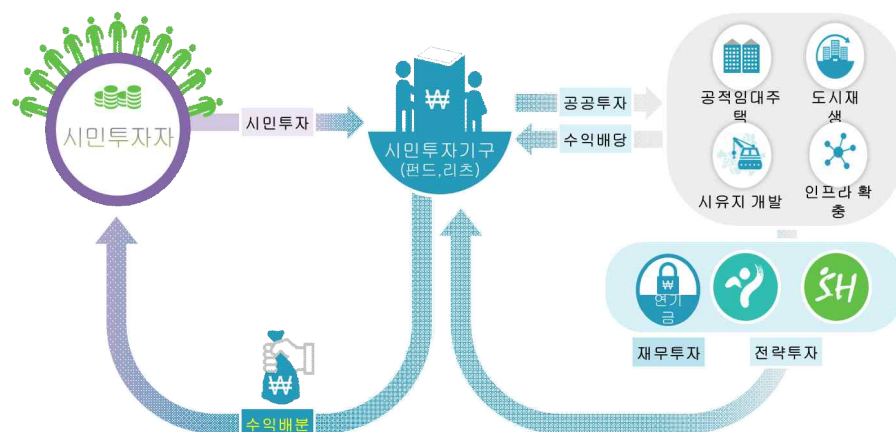 시민투자자
시민투자
₩
시민투자기구
(펀드,리츠)
공공투자
수익배당
공적임대주
택
도시재
생
시유지 개발
인프라 확
충
₩
연기
금
SH
재무투자
전략투자
₩
수익배분